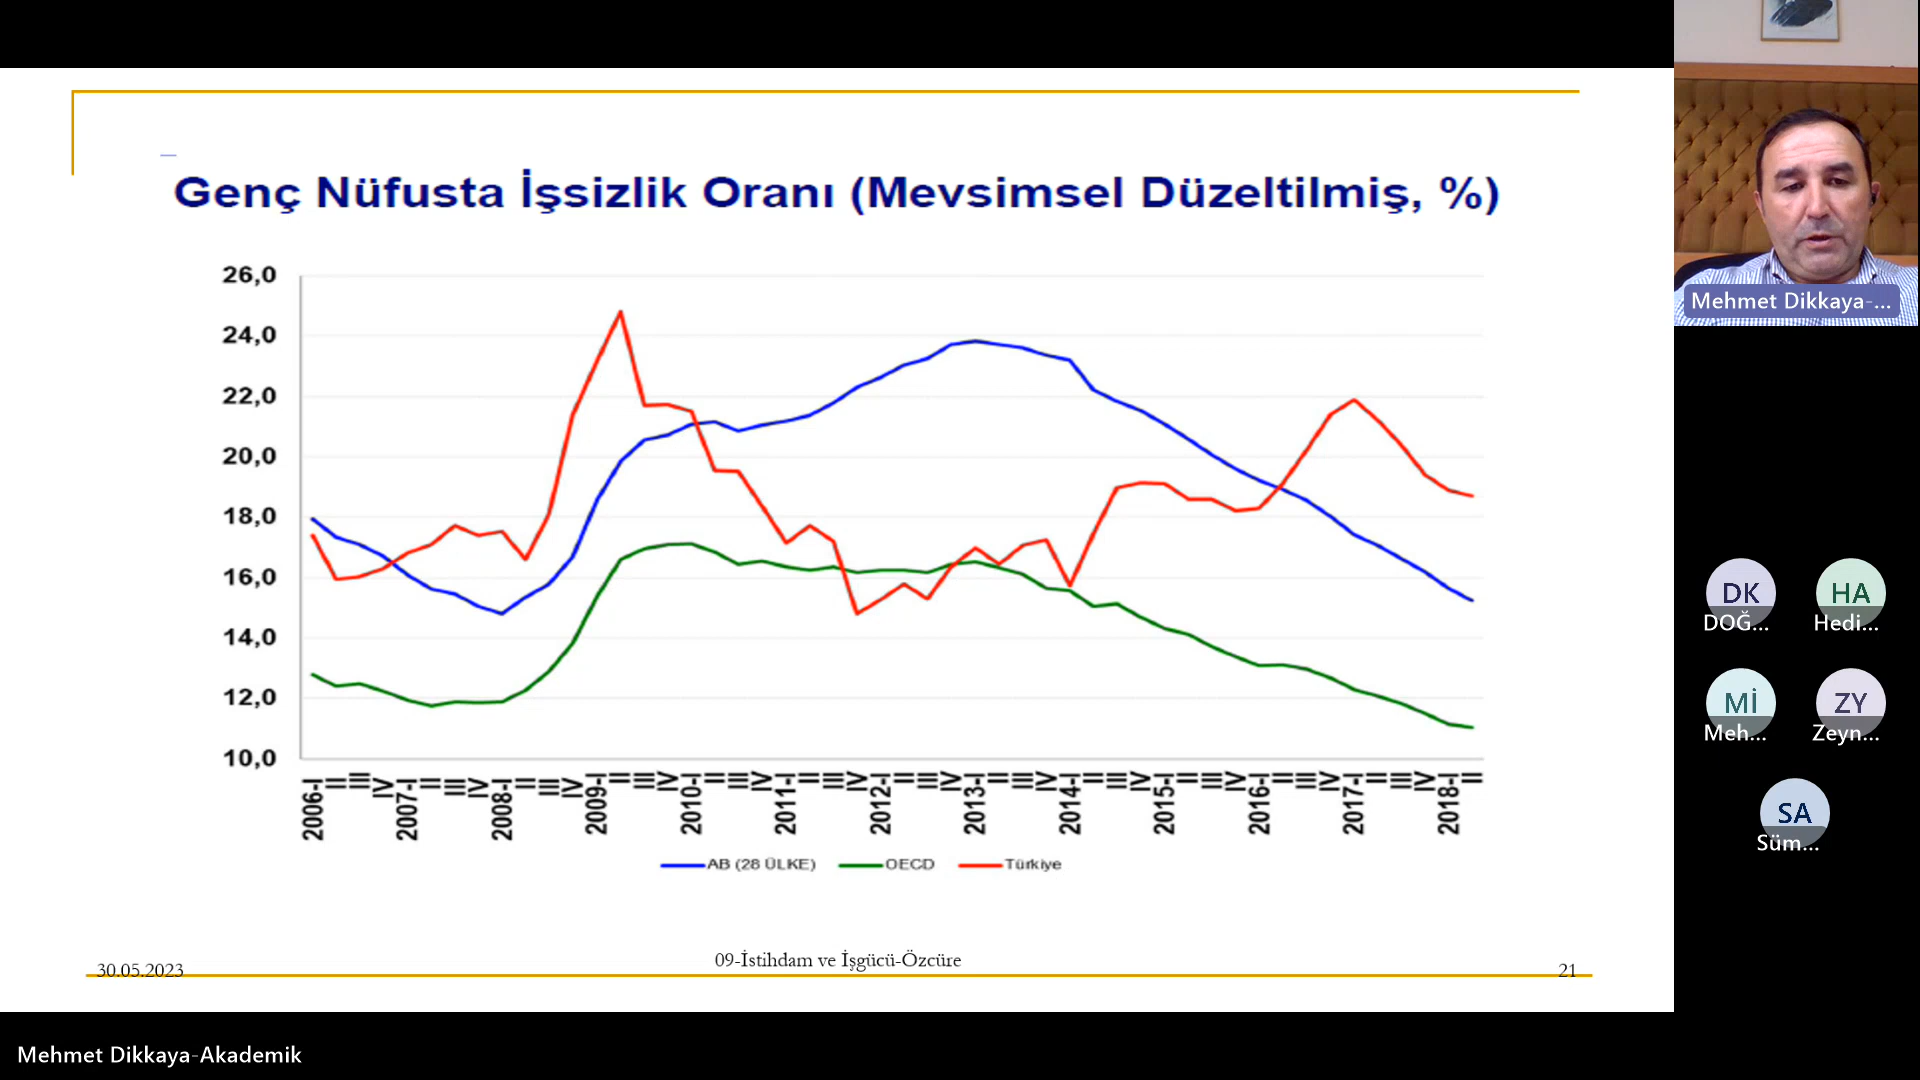 Genç Nüfusta İşsizlik Oranı (Mevsimsel Düzeltilmiş, %)
26,0
24,0
22,0
20,0
18,0
16,0
14,0
12,0
10,0
2006-I II III IV 2007-I II III IV 2008-I II III IV 2009-I II III IV 2010-I II III IV 2011-I II III IV 2012-I II III IV 2013-I II III IV 2014-I II III IV 2015-I II III IV 2016-I II III IV 2017-I II III IV 2018-I II
AB (28 ÜLKE) OECD Türkiye
30.05.2023
09-İstihdam ve İşgücü-Özcüre
21
Mehmet Dikkaya-...
DK
DOĞ...
HA
Hedi...
Mİ
Meh...
ZY
Zeyn...
SA
Süm...
Mehmet Dikkaya-Akademik